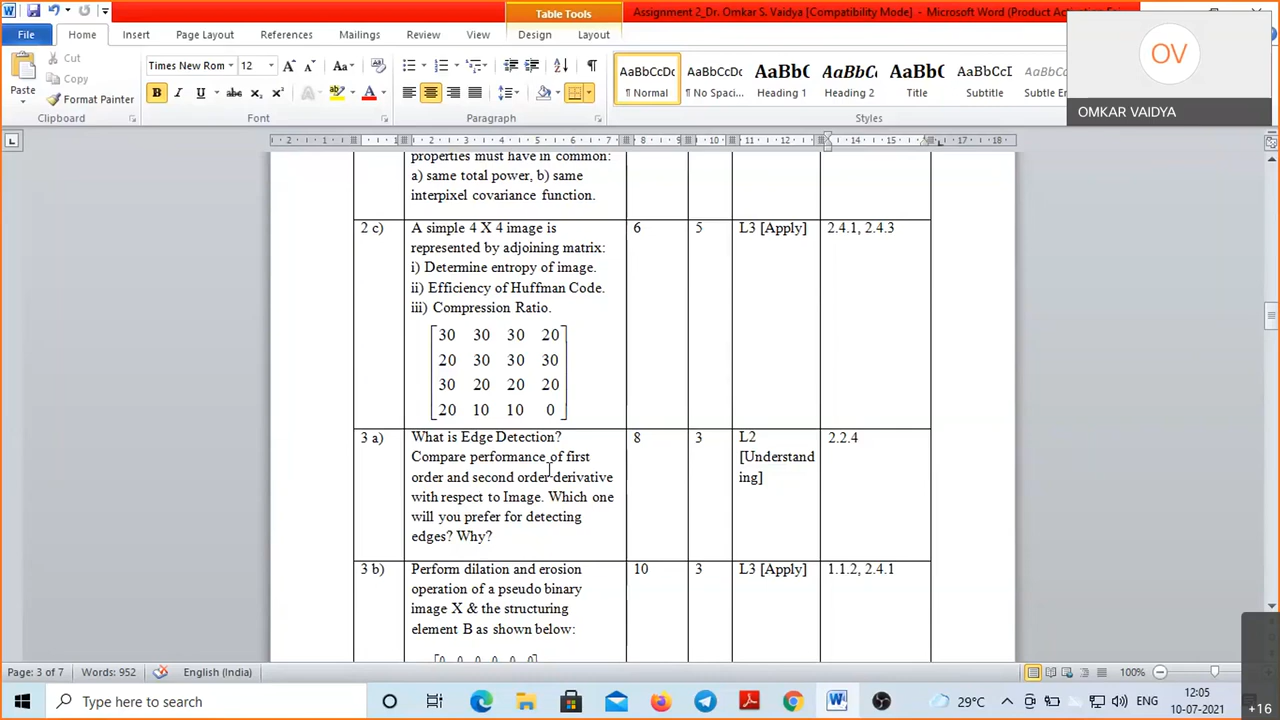 Table Tools
Assignment 2_Dr. Omkar S. Vaidya [Compatibility Mode] - Microsoft Word (Product Activation
File Home Insert Page Layout References Mailings Review View Design Layout
Cut
Copy
Paste
Format Painter
Clipboard
Times New Rom 12
Font
Paragraph
AaBbCcDc AaBbCcDc AaBbC AaBbC AaBbC AaBbCcD
¶ Normal ¶ No Spaci... Heading 1 Heading 2 Title Subtitle Subtle
Styles
OV
OMKAR VAIDYA
properties must have in common:
a) same total power, b) same
interpixel covariance function.
2 c) A simple 4 X 4 image is 6 5 L3 [Apply] 2.4.1, 2.4.3
represented by adjoining matrix:
i) Determine entropy of image.
ii) Efficiency of Huffman Code.
iii) Compression Ratio.
30 30 30 20
20 30 30 30
30 20 20 20
20 10 10 0
3 a) What is Edge Detection? 8 3 L2 2.2.4
Compare performance of first [Understand
order and second order derivative ing]
with respect to Image. Which one
will you prefer for detecting
edges? Why?
3 b) Perform dilation and erosion 10 3 L3 [Apply] 1.1.2, 2.4.1
operation of a pseudo binary
image X & the structuring
element B as shown below:
Page: 3 of 7 Words: 952 English (India) 100%
Type here to search
29°C ENG
12:05
10-07-2021
+16